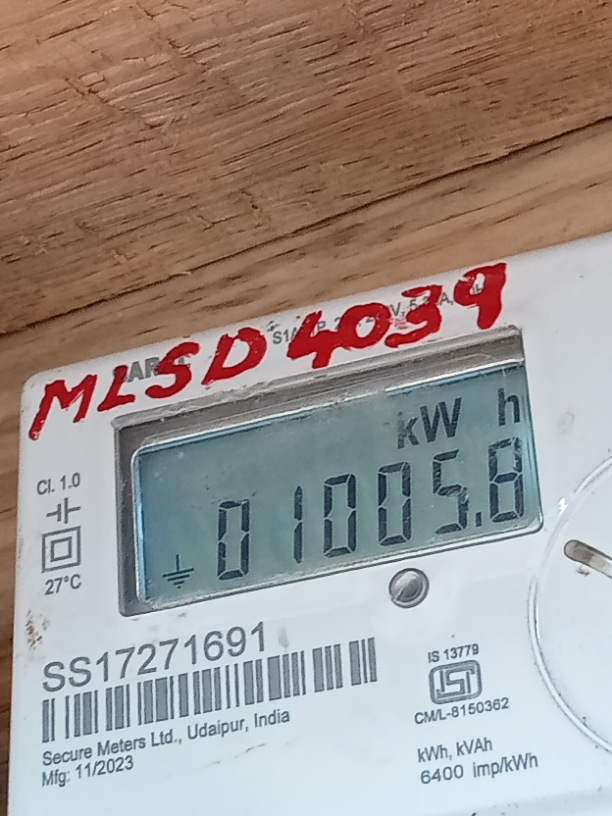 MLSD 4039
kW h
01005.8
Cl. 1.0
27°C
SS17271691
Secure Meters Ltd., Udaipur, India
Mfg: 11/2023
IS 13779
CM/L-8150362
kWh, kVAh
6400 imp/kWh